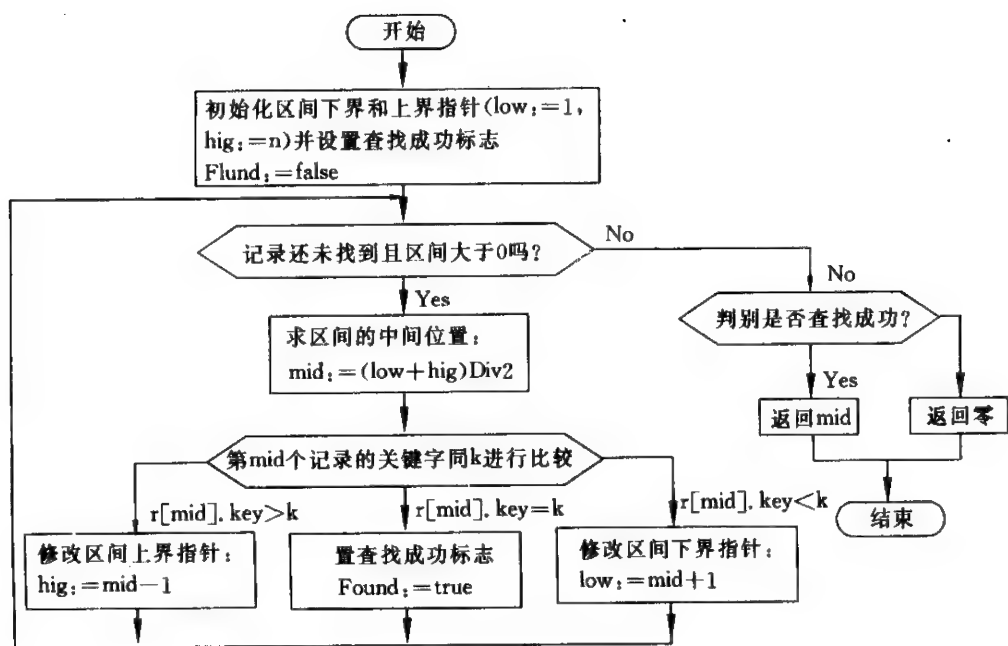 开始
初始化区间下界和上界指针(low:=1,
hig:=n)并设置查找成功标志
Flund:=false
记录还未找到且区间大于0吗?
No
Yes
No
求区间的中间位置:
mid:=(low+hig)Div2
判别是否查找成功?
Yes
返回mid
返回零
第mid个记录的关键字同k进行比较
结束
r[mid].key>k
r[mid].key=k
r[mid].key<k
修改区间上界指针:
hig:=mid-1
置查找成功标志
Found:=true
修改区间下界指针:
low:=mid+1